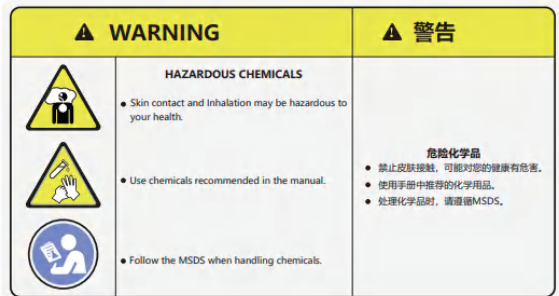 WARNING
警告
HAZARDOUS CHEMICALS
● Skin contact and Inhalation may be hazardous to
your health.
● Use chemicals recommended in the manual.
● Follow the MSDS when handling chemicals.
危险化学品
● 禁止皮肤接触，可能对您的健康有危害。
● 使用手册中推荐的化学用品。
● 处理化学品时，请遵循MSDS。